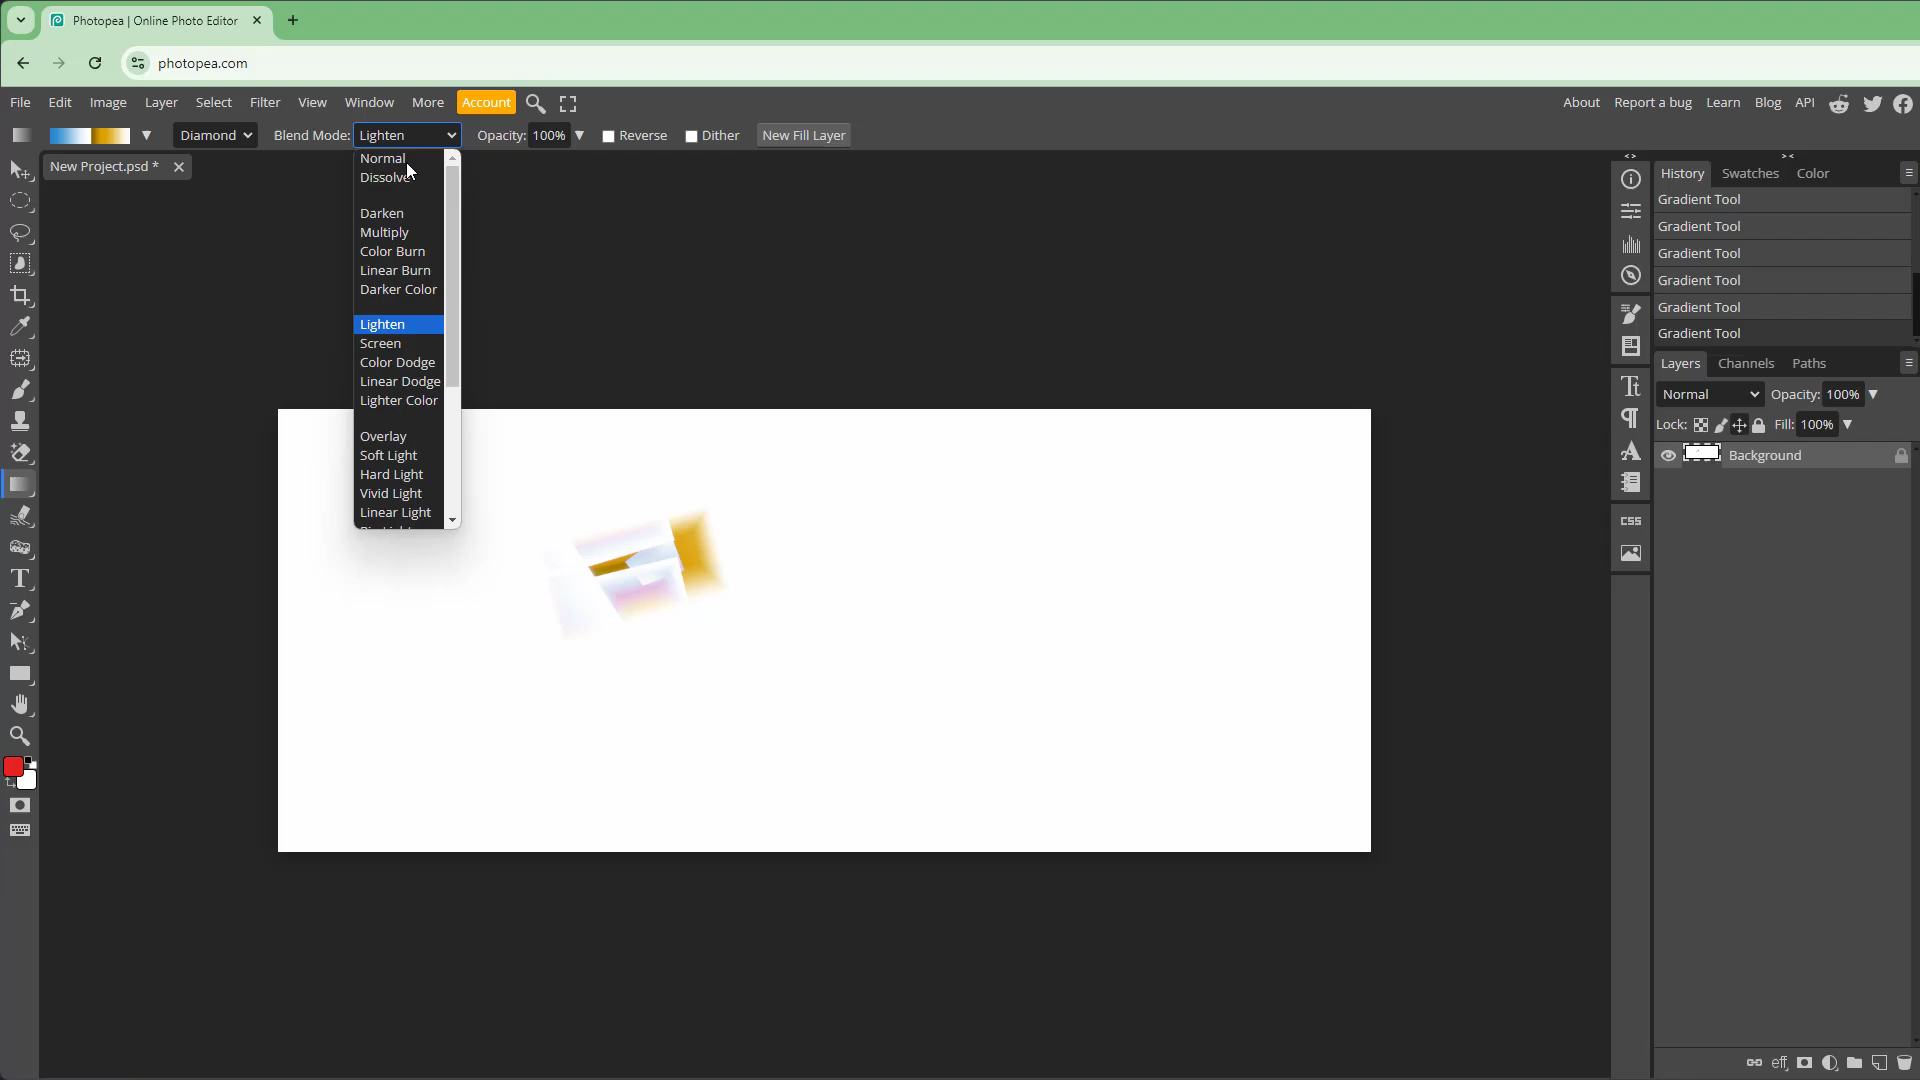 Photopea | Online Photo Editor
photopea.com
File Edit Image Layer Select Filter View Window More Account
About Report a bug Learn Blog API
Diamond Blend Mode: Lighten Opacity: 100% Reverse Dither New Fill Layer
New Project.psd *
Normal
Dissolve
Darken
Multiply
Color Burn
Linear Burn
Darker Color
Lighten
Screen
Color Dodge
Linear Dodge
Lighter Color
Overlay
Soft Light
Hard Light
Vivid Light
Linear Light
History Swatches Color
Gradient Tool
Gradient Tool
Gradient Tool
Gradient Tool
Gradient Tool
Gradient Tool
Layers Channels Paths
Normal Opacity: 100%
Lock: Fill: 100%
Background
CSS
eff